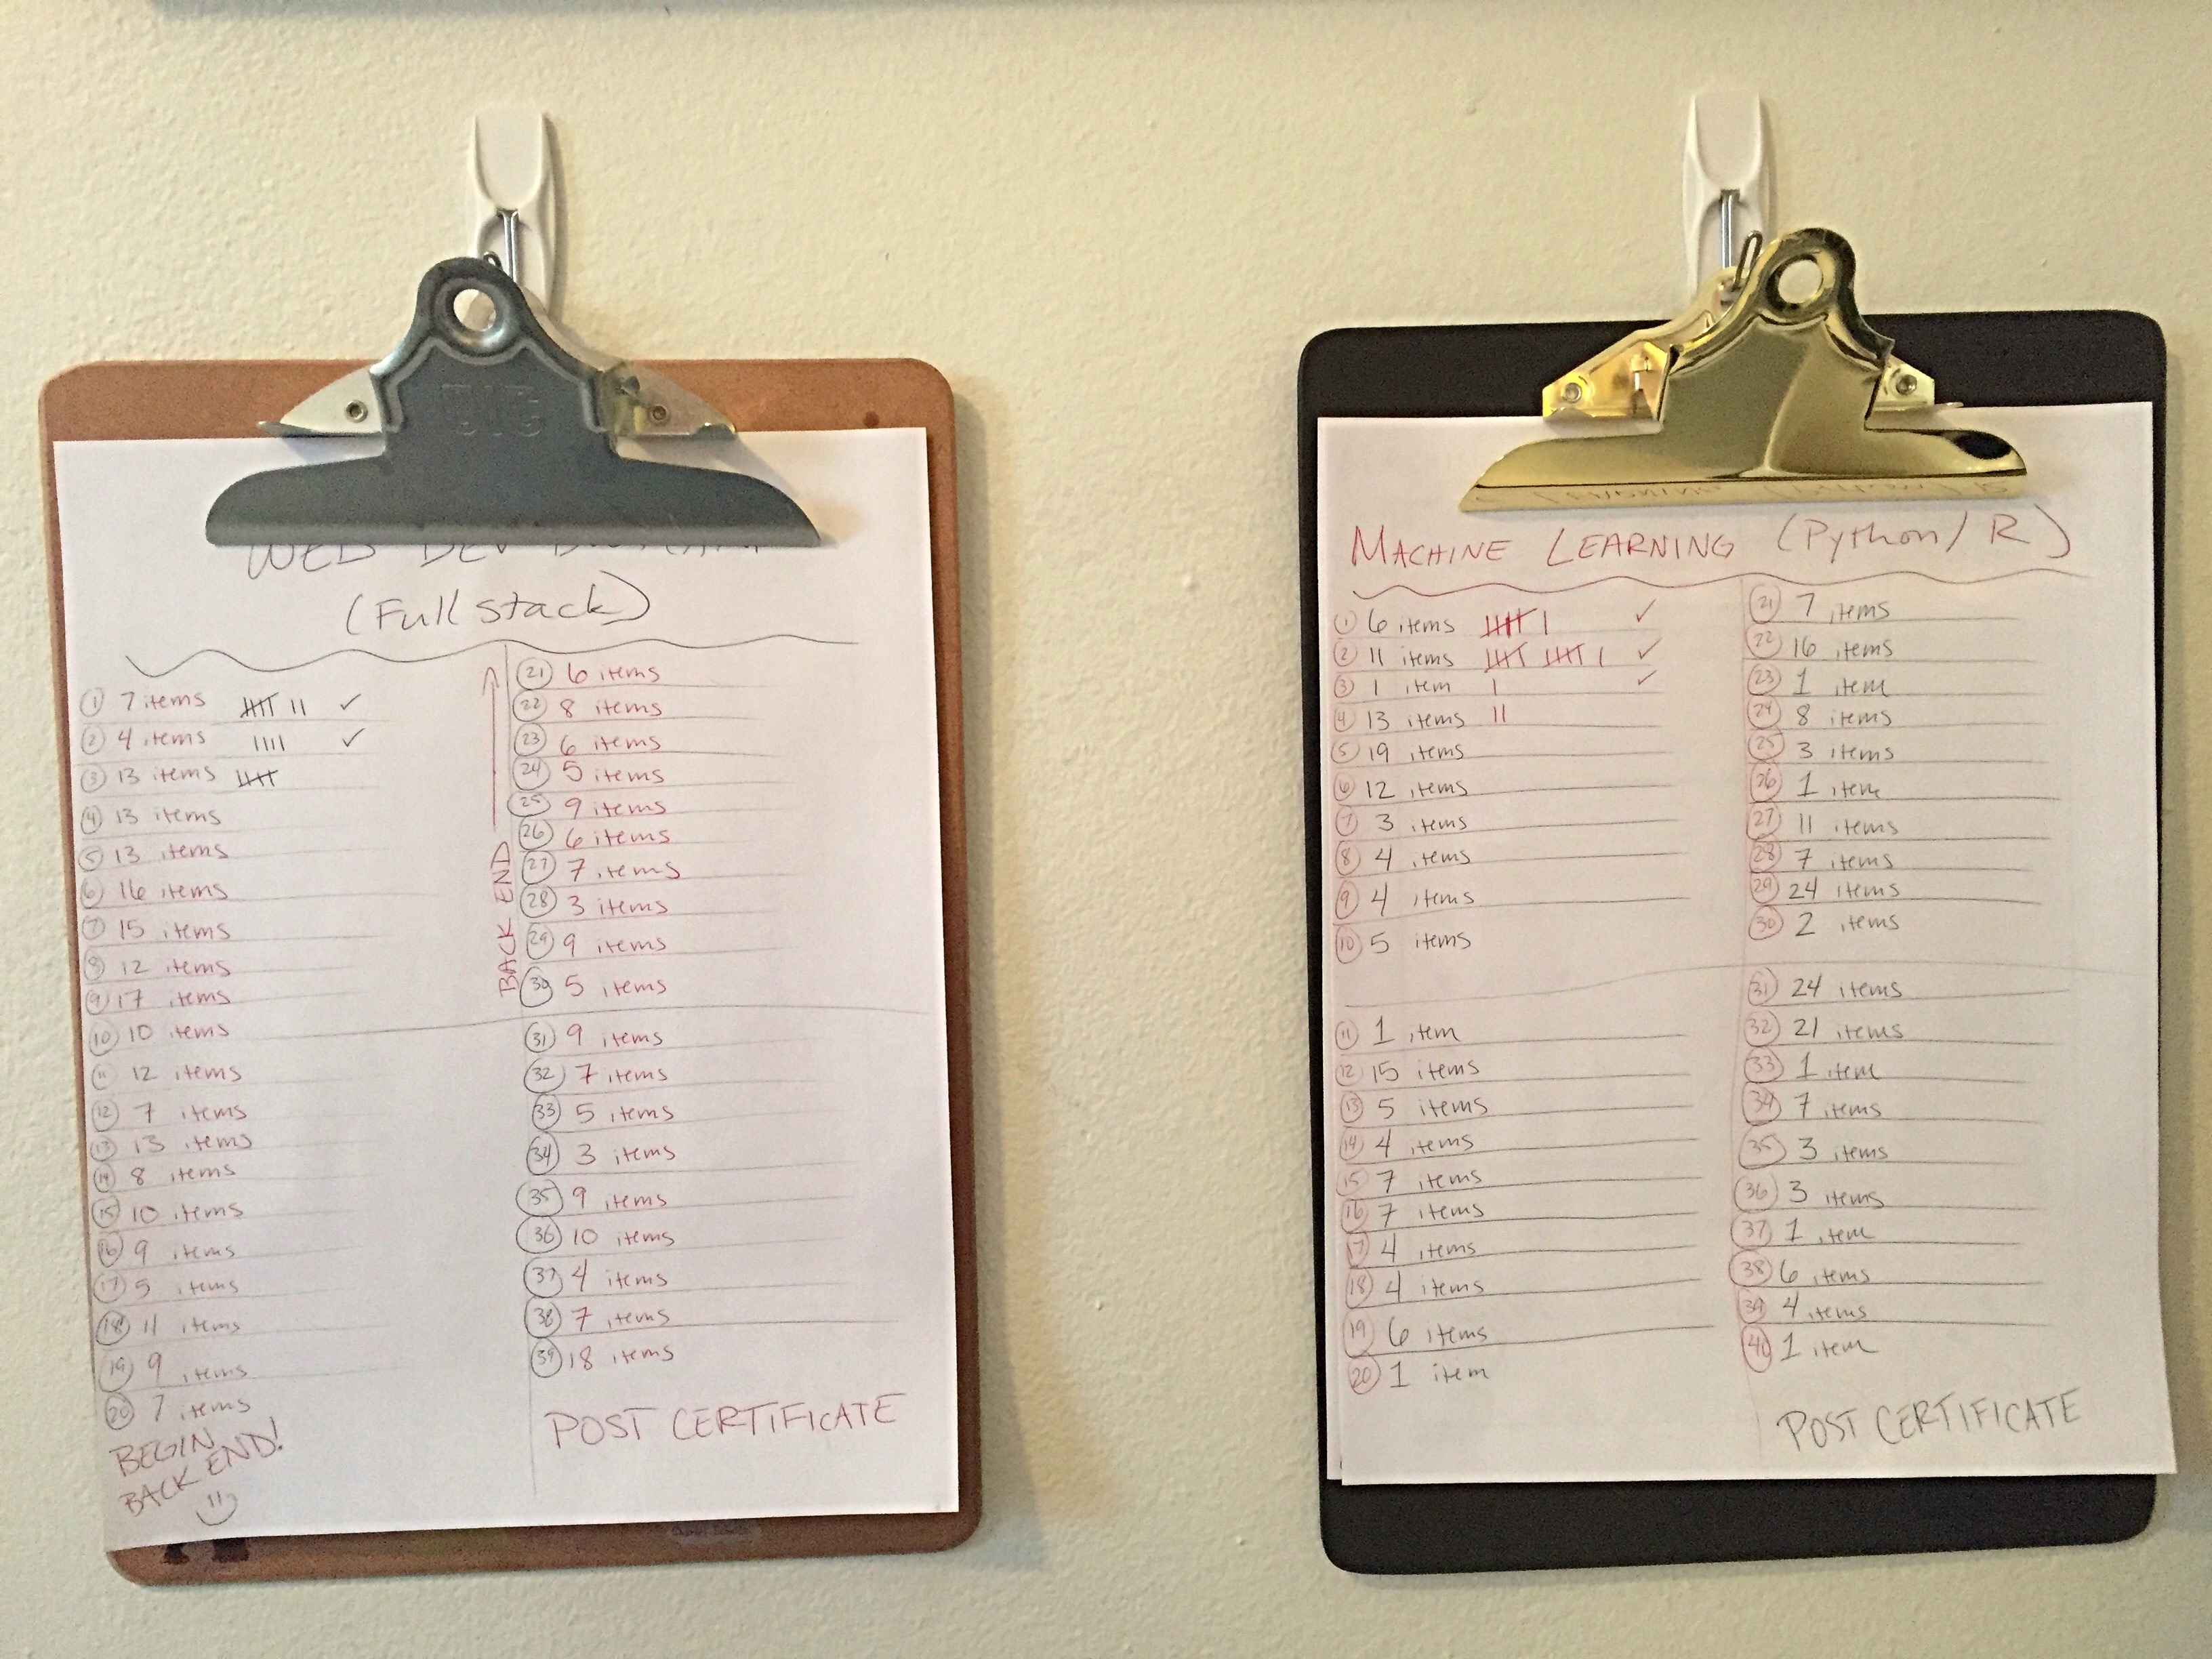 WEB DEV BOOTCAMP
(Full stack)
① 7 items 𝍸 || ✓
② 4 items |||| ✓
③ 13 items 𝍸
④ 13 items
⑤ 13 items
⑥ 16 items
⑦ 15 items
⑧ 12 items
⑨ 17 items
⑩ 10 items
⑪ 12 items
⑫ 7 items
⑬ 13 items
⑭ 8 items
⑮ 10 items
⑯ 9 items
⑰ 5 items
⑱ 11 items
⑲ 9 items
⑳ 7 items
BEGIN
BACK END!
BACK END
㉑ 6 items
㉒ 8 items
㉓ 6 items
㉔ 5 items
㉕ 9 items
㉖ 6 items
㉗ 7 items
㉘ 3 items
㉙ 9 items
㉚ 5 items
㉛ 9 items
㉜ 7 items
㉝ 5 items
㉞ 3 items
㉟ 9 items
㊱ 10 items
㊲ 4 items
㊳ 7 items
㊴ 18 items
POST CERTIFICATE
MACHINE LEARNING (Python/R)
① 6 items 𝍸 | ✓
② 11 items 𝍸 𝍸 | ✓
③ 1 item | ✓
④ 13 items ||
⑤ 19 items
⑥ 12 items
⑦ 3 items
⑧ 4 items
⑨ 4 items
⑩ 5 items
⑪ 1 item
⑫ 15 items
⑬ 5 items
⑭ 4 items
⑮ 7 items
⑯ 7 items
⑰ 4 items
⑱ 4 items
⑲ 6 items
⑳ 1 item
㉑ 7 items
㉒ 16 items
㉓ 1 item
㉔ 8 items
㉕ 3 items
㉖ 1 item
㉗ 11 items
㉘ 7 items
㉙ 24 items
㉚ 2 items
㉛ 24 items
㉜ 21 items
㉝ 1 item
㉞ 7 items
㉟ 3 items
㊱ 3 items
㊲ 1 item
㊳ 6 items
㊴ 4 items
1 item
POST CERTIFICATE